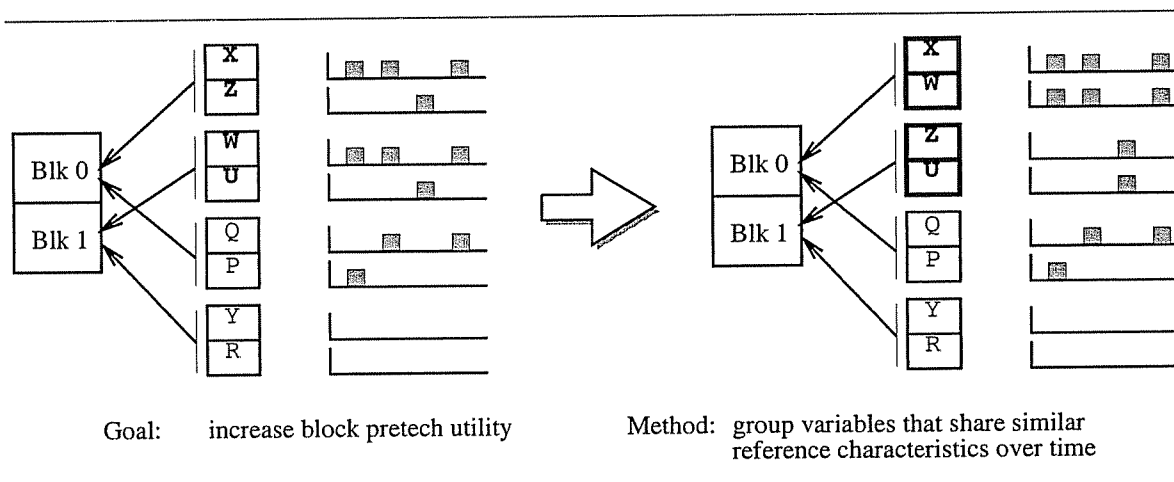 X
Z
W
U
Q
P
Y
R
Blk 0
Blk 1
X
W
Z
U
Q
P
Y
R
Blk 0
Blk 1
Goal: increase block pretech utility
Method: group variables that share similar
reference characteristics over time